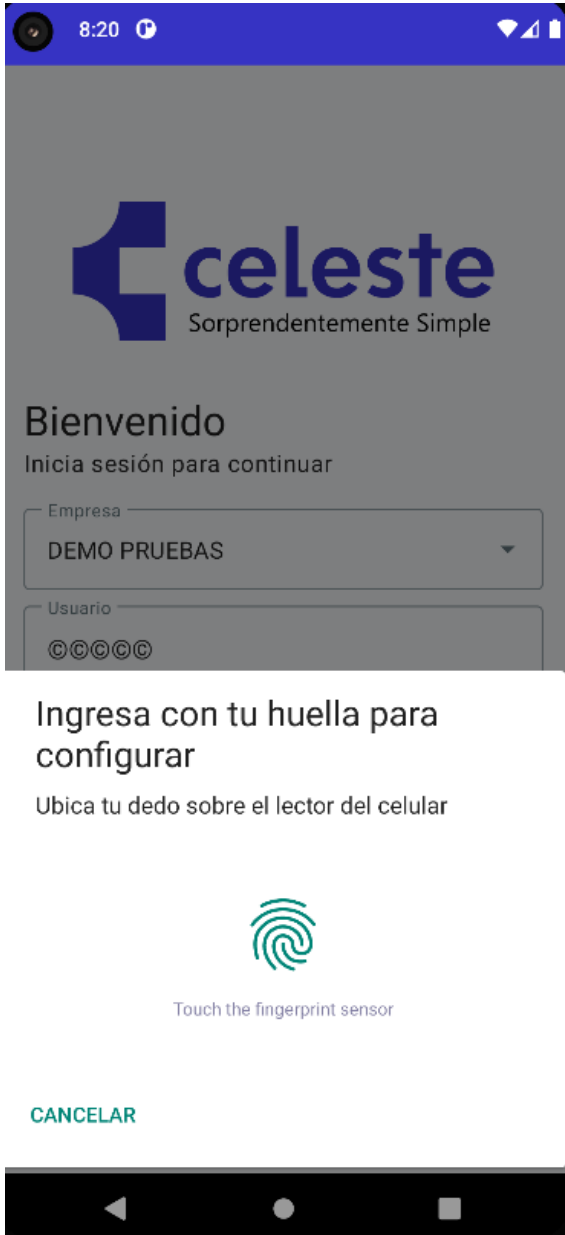 8:20
celeste
Sorprendentemente Simple
Bienvenido
Inicia sesión para continuar
Empresa
DEMO PRUEBAS
Usuario
©©©©©
Ingresa con tu huella para
configurar
Ubica tu dedo sobre el lector del celular
Touch the fingerprint sensor
CANCELAR